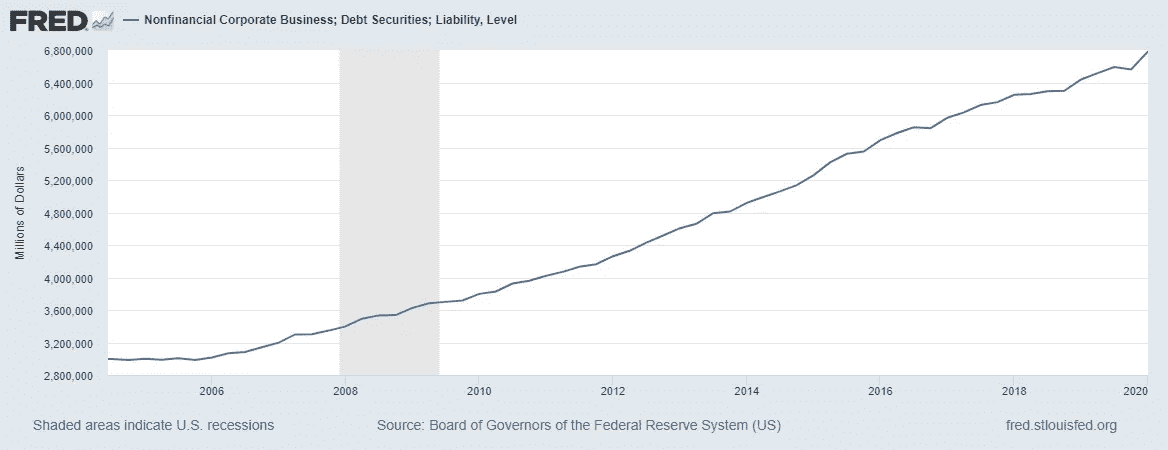 FRED — Nonfinancial Corporate Business; Debt Securities; Liability, Level
Millions of Dollars
6,800,000
6,400,000
6,000,000
5,600,000
5,200,000
4,800,000
4,400,000
4,000,000
3,600,000
3,200,000
2,800,000
2006 2008 2010 2012 2014 2016 2018 2020
Shaded areas indicate U.S. recessions Source: Board of Governors of the Federal Reserve System (US) fred.stlouisfed.org